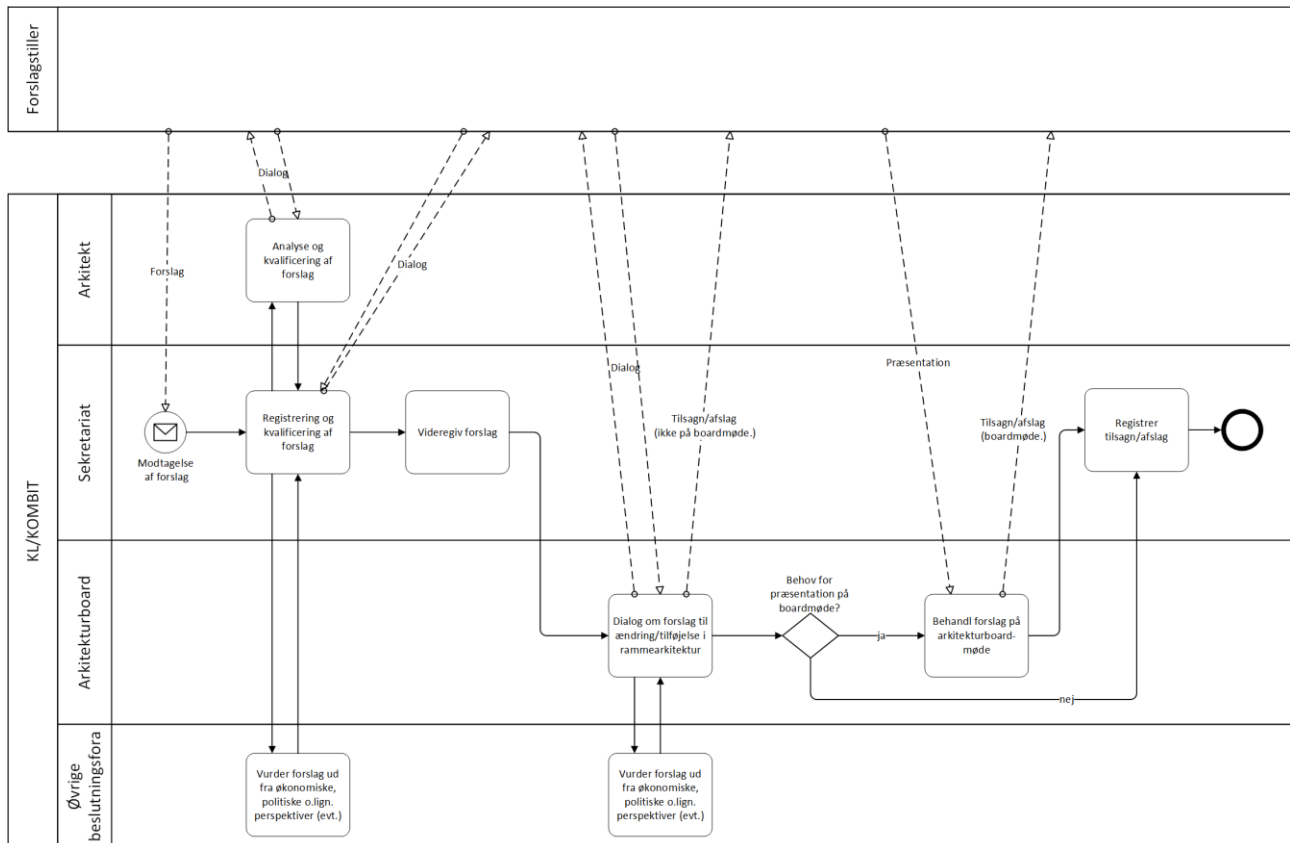 Forslagstiller
Dialog
Forslag
Dialog
KL/KOMBIT
Arkitekt
Analyse og
kvalificering af
forslag
Sekretariat
Modtagelse
af forslag
Registrering og
kvalificering af
forslag
Videregiv forslag
Dialog
Tilsagn/afslag
(ikke på boardmøde.)
Præsentation
Tilsagn/afslag
(boardmøde.)
Registrer
tilsagn/afslag
Arkitekturboard
Dialog om forslag til
ændring/tilføjelse i
rammearkitektur
Behov for
præsentation på
boardmøde?
ja
nej
Behandl forslag på
arkitekturboard-
møde
Øvrige
beslutningsfora
Vurder forslag ud
fra økonomiske,
politiske o.lign.
perspektiver (evt.)
Vurder forslag ud
fra økonomiske,
politiske o.lign.
perspektiver (evt.)